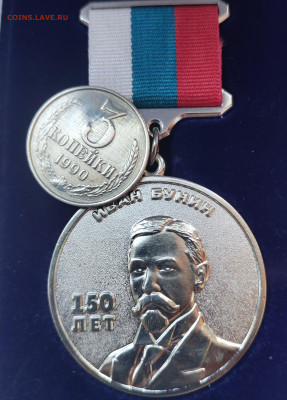 COINS.LAVE.RU
3
КОПЕЙКИ
1990
ИВАН БУНИН
150
ЛЕТ